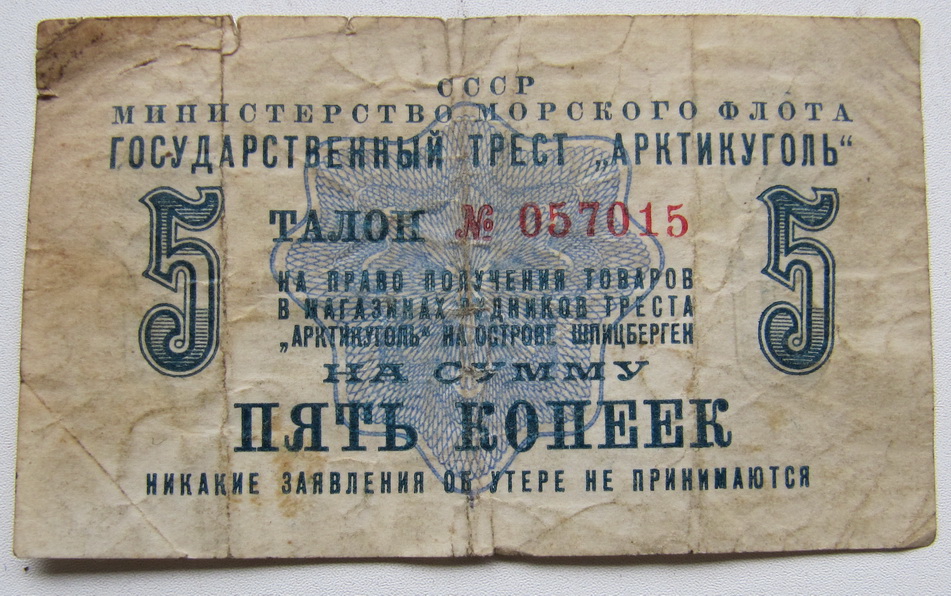 СССР
МИНИСТЕРСТВО МОРСКОГО ФЛОТА
ГОСУДАРСТВЕННЫЙ ТРЕСТ „АРКТИКУГОЛЬ“
5 ТАЛОН № 057015 5
НА ПРАВО ПОЛУЧЕНИЯ ТОВАРОВ
В МАГАЗИНАХ РУДНИКОВ ТРЕСТА
„АРКТИКУГОЛЬ“ НА ОСТРОВЕ ШПИЦБЕРГЕН
НА СУММУ
ПЯТЬ КОПЕЕК
НИКАКИЕ ЗАЯВЛЕНИЯ ОБ УТЕРЕ НЕ ПРИНИМАЮТСЯ